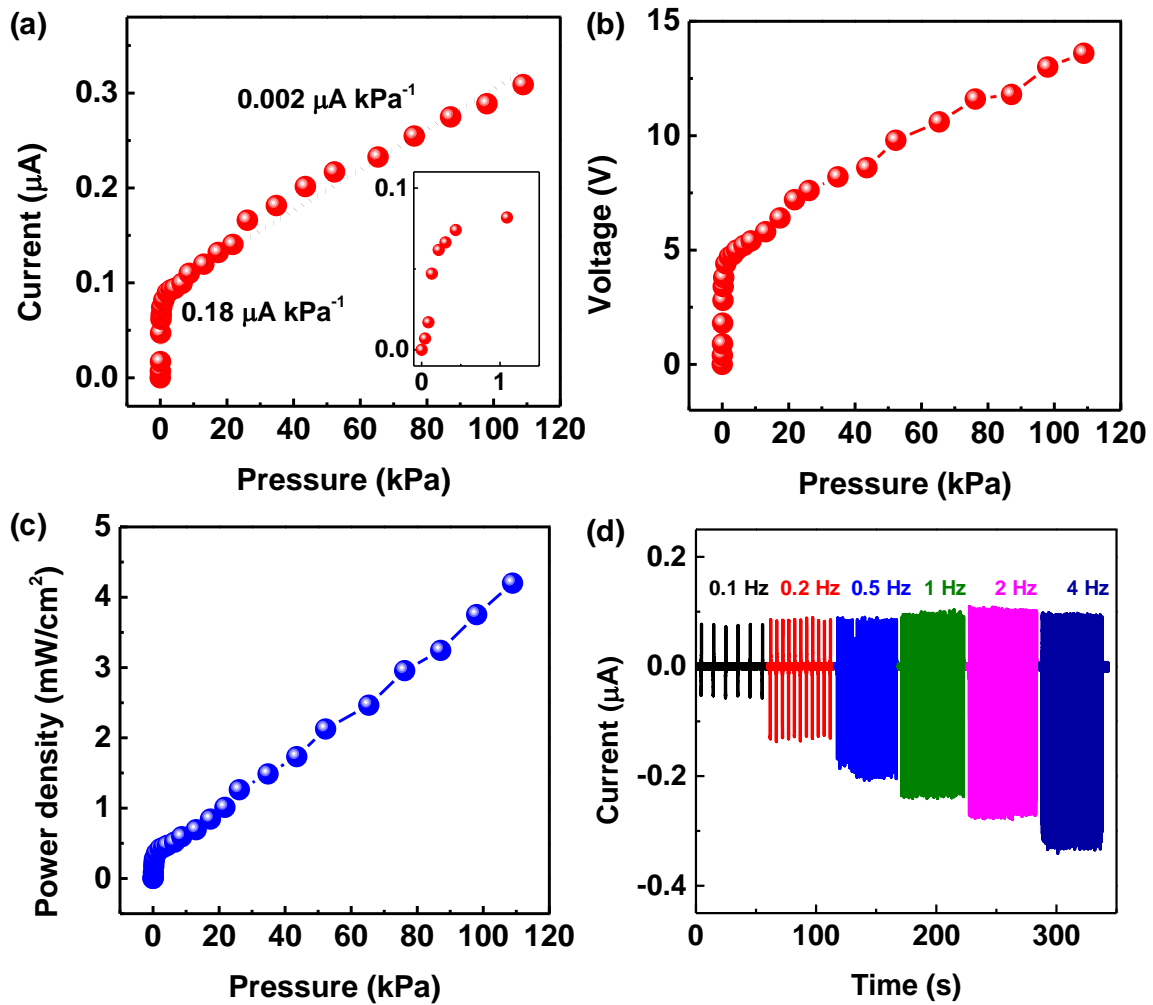 (a)
0.3
0.2
0.1
0.0
Current (μA)
0.002 μA kPa⁻¹
0.18 μA kPa⁻¹
0.1
0.0
0 1
0 20 40 60 80 100 120
Pressure (kPa)
(b)
15
10
5
0
Voltage (V)
0 20 40 60 80 100 120
Pressure (kPa)
(c)
5
4
3
2
1
0
Power density (mW/cm²)
0 20 40 60 80 100 120
Pressure (kPa)
(d)
0.2
0.0
-0.2
-0.4
Current (μA)
0.1 Hz 0.2 Hz 0.5 Hz 1 Hz 2 Hz 4 Hz
0 100 200 300
Time (s)